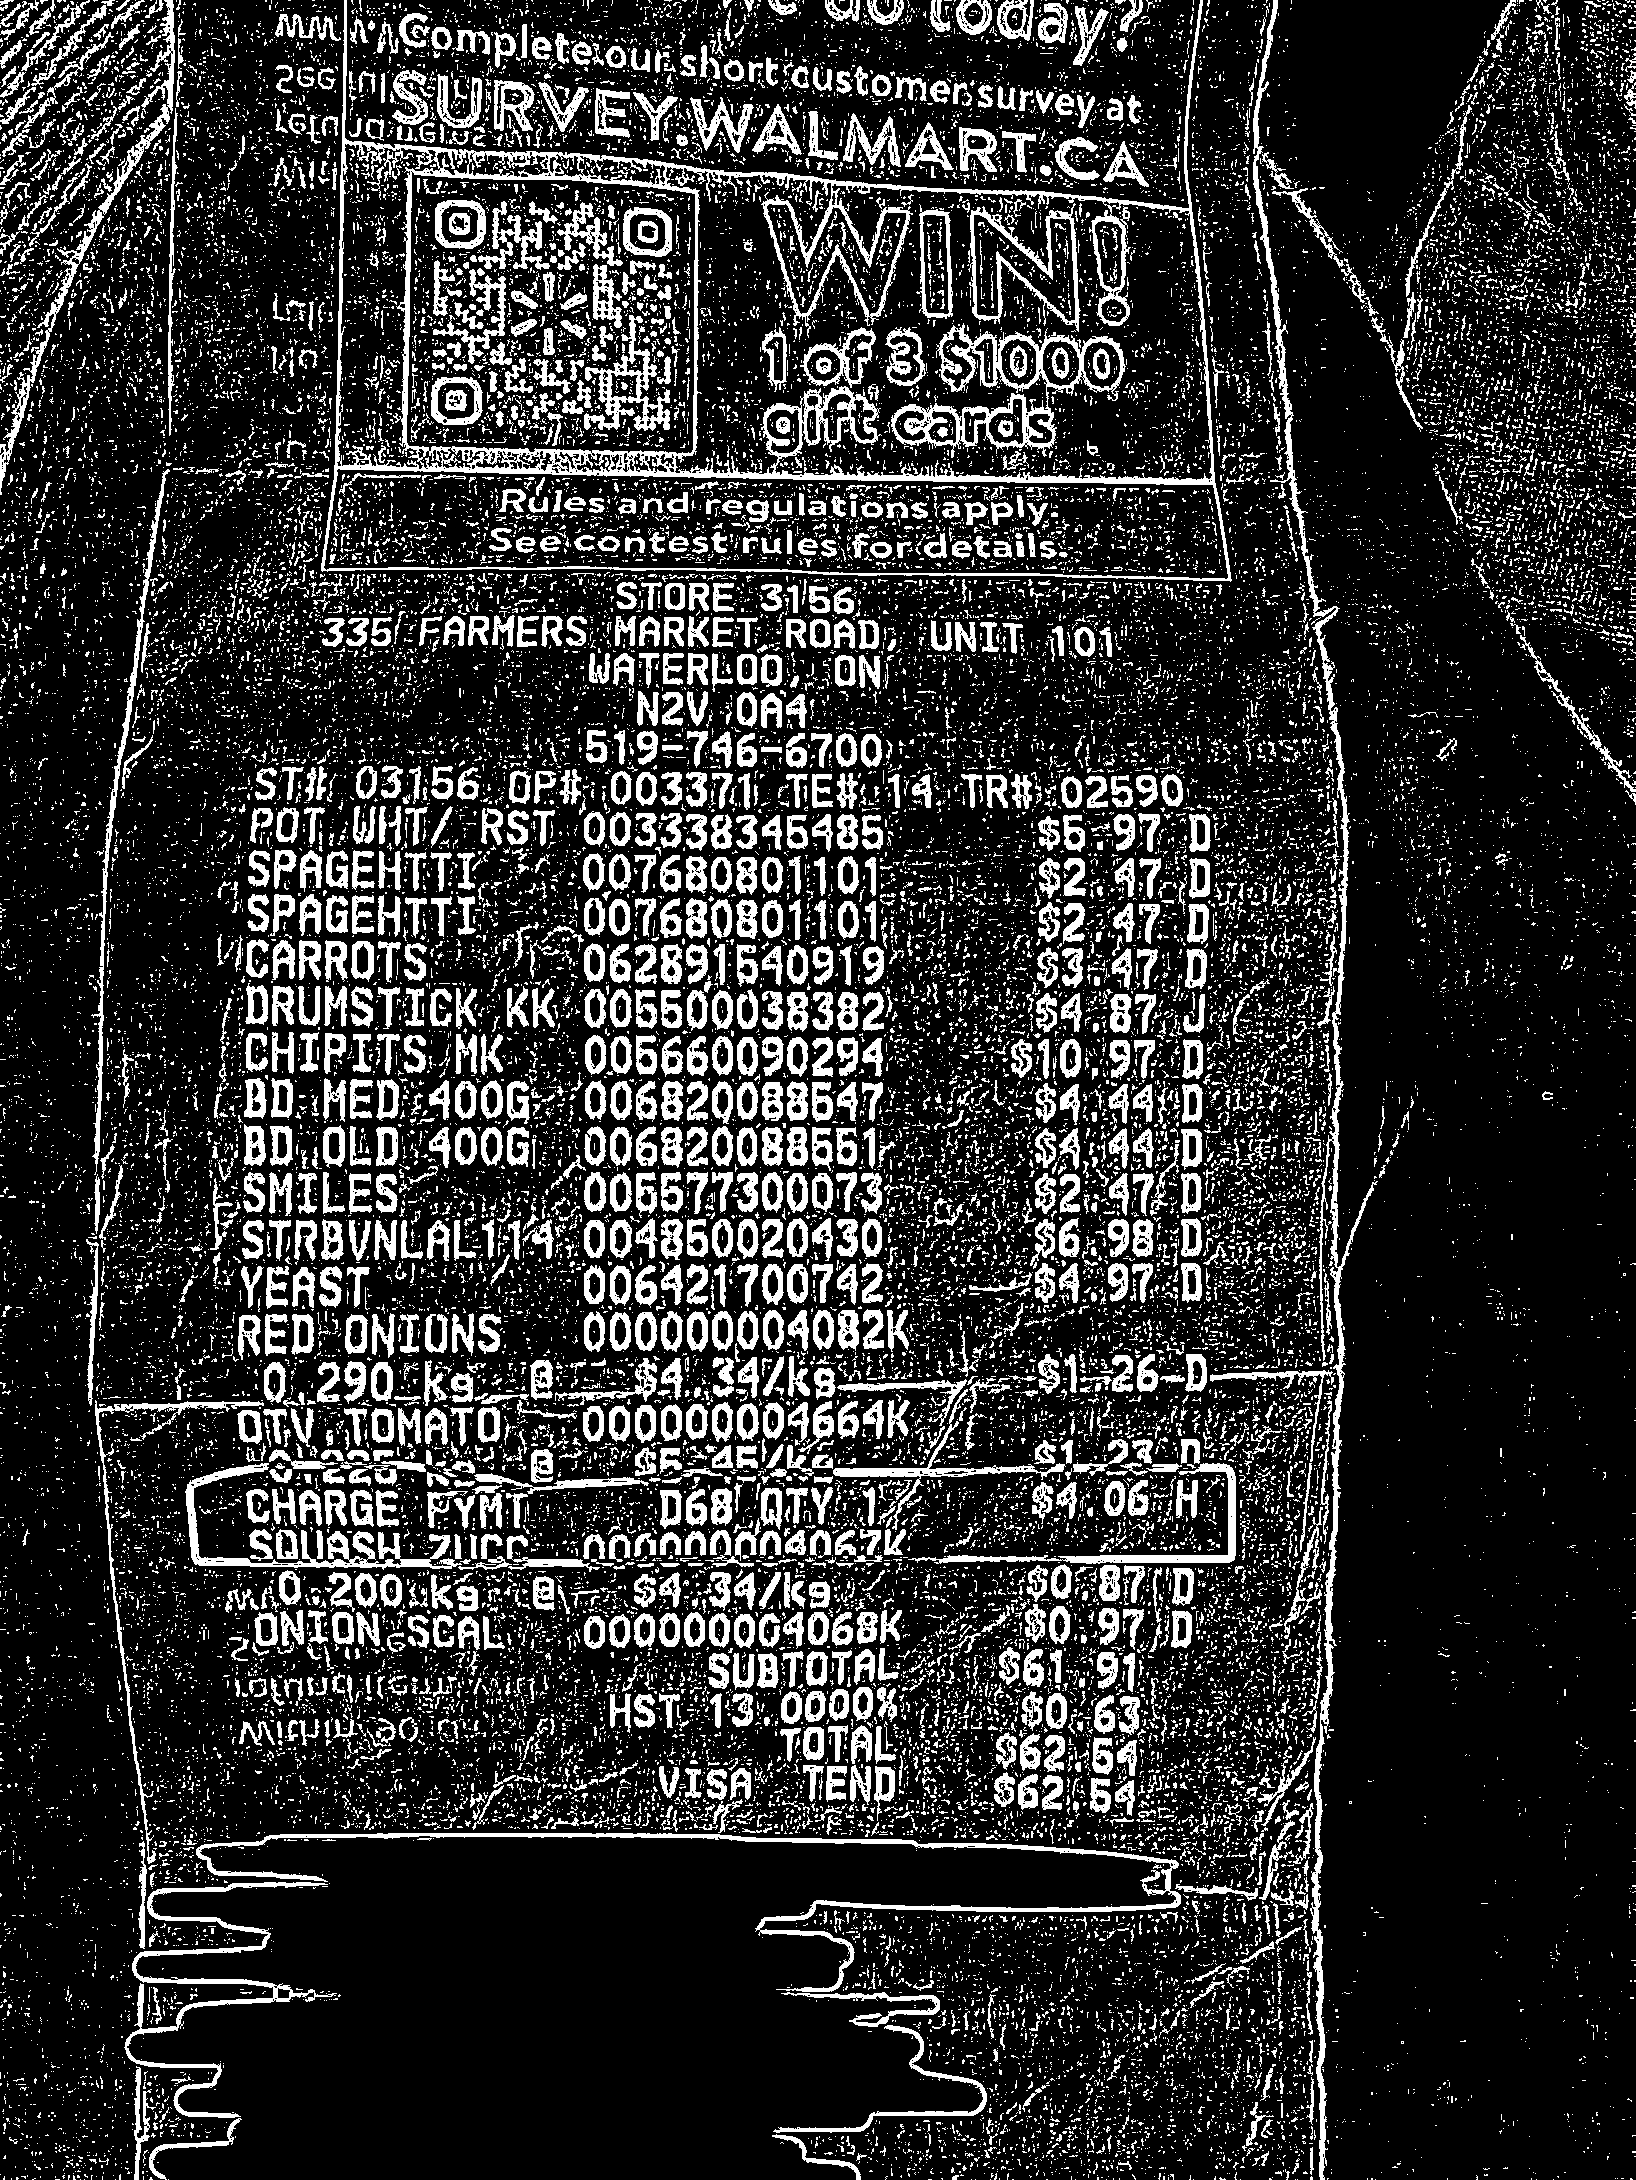 we do today?
Complete our short customer survey at
SURVEY.WALMART.CA
WIN!
1 of 3 $1000
gift cards
Rules and regulations apply.
See contest rules for details.
STORE 3156
335 FARMERS MARKET ROAD, UNIT 101
WATERLOO, ON
N2V 0A4
519-746-6700
ST# 03156 OP# 003371 TE# 14 TR# 02590
POT WHT/ RST 003338345485 $5.97 D
SPAGEHTTI 007680801101 $2.47 D
SPAGEHTTI 007680801101 $2.47 D
CARROTS 062891540919 $3.47 D
DRUMSTICK KK 005500038382 $4.87 J
CHIPITS MK 005660090294 $10.97 D
BD MED 400G 006820088547 $4.44 D
BD OLD 400G 006820088551 $4.44 D
SMILES 005577300073 $2.47 D
STRBVNLAL114 004850020430 $6.98 D
YEAST 006421700742 $4.97 D
RED ONIONS 000000004082K
0.290 kg @ $4.34/kg $1.26 D
OTV TOMATO 000000004664K
0.225 kg @ $5.45/kg $1.23 D
CHARGE PYMT D68 QTY 1 $4.06 H
SQUASH ZUCC 000000004067K
0.200 kg @ $4.34/kg $0.87 D
ONION SCAL 000000004068K $0.97 D
SUBTOTAL $61.91
HST 13.0000% $0.63
TOTAL $62.54
VISA TEND $62.54